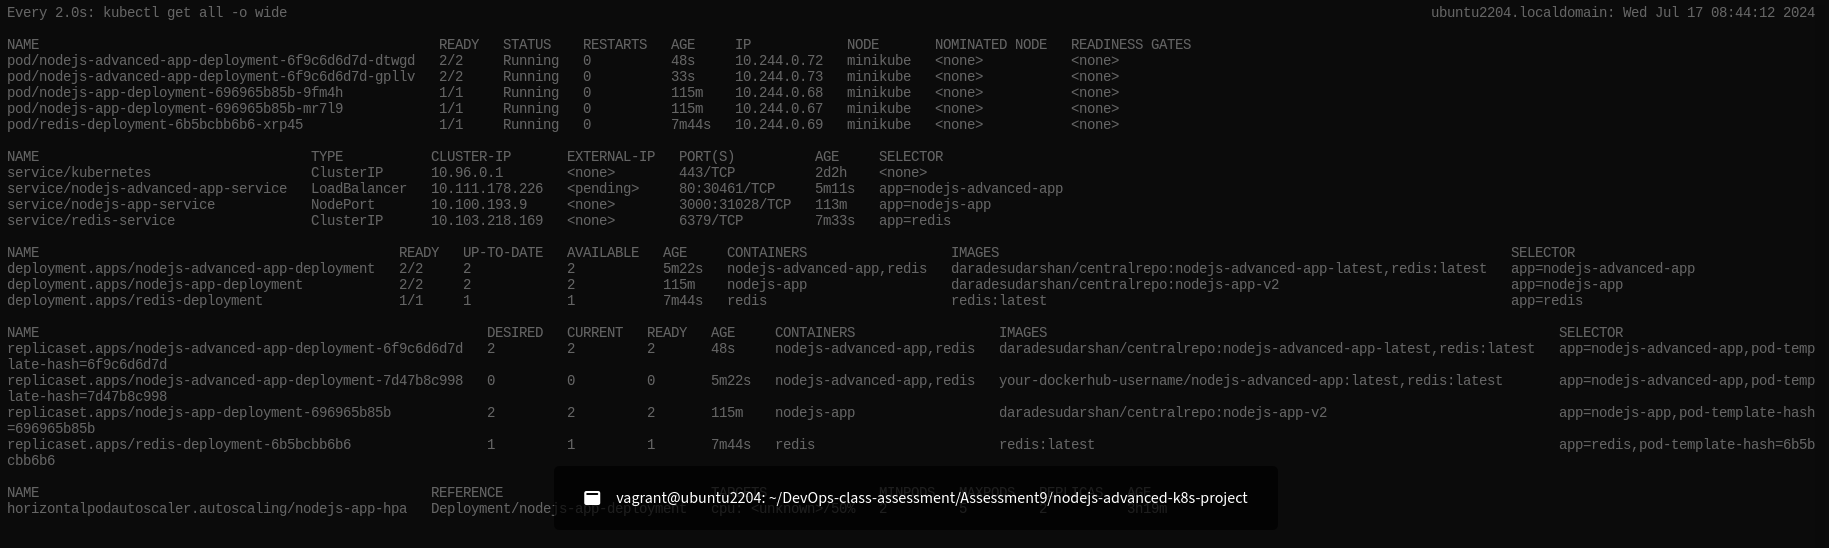 Every 2.0s: kubectl get all -o wide ubuntu2204.localdomain: Wed Jul 17 08:44:12 2024
NAME READY STATUS RESTARTS AGE IP NODE NOMINATED NODE READINESS GATES
pod/nodejs-advanced-app-deployment-6f9c6d6d7d-dtwgd 2/2 Running 0 48s 10.244.0.72 minikube <none> <none>
pod/nodejs-advanced-app-deployment-6f9c6d6d7d-gpllv 2/2 Running 0 33s 10.244.0.73 minikube <none> <none>
pod/nodejs-app-deployment-696965b85b-9fm4h 1/1 Running 0 115m 10.244.0.68 minikube <none> <none>
pod/nodejs-app-deployment-696965b85b-mr7l9 1/1 Running 0 115m 10.244.0.67 minikube <none> <none>
pod/redis-deployment-6b5bcbb6b6-xrp45 1/1 Running 0 7m44s 10.244.0.69 minikube <none> <none>
NAME TYPE CLUSTER-IP EXTERNAL-IP PORT(S) AGE SELECTOR
service/kubernetes ClusterIP 10.96.0.1 <none> 443/TCP 2d2h <none>
service/nodejs-advanced-app-service LoadBalancer 10.111.178.226 <pending> 80:30461/TCP 5m11s app=nodejs-advanced-app
service/nodejs-app-service NodePort 10.100.193.9 <none> 3000:31028/TCP 113m app=nodejs-app
service/redis-service ClusterIP 10.103.218.169 <none> 6379/TCP 7m33s app=redis
NAME READY UP-TO-DATE AVAILABLE AGE CONTAINERS IMAGES SELECTOR
deployment.apps/nodejs-advanced-app-deployment 2/2 2 2 5m22s nodejs-advanced-app,redis daradesudarshan/centralrepo:nodejs-advanced-app-latest,redis:latest app=nodejs-advanced-app
deployment.apps/nodejs-app-deployment 2/2 2 2 115m nodejs-app daradesudarshan/centralrepo:nodejs-app-v2 app=nodejs-app
deployment.apps/redis-deployment 1/1 1 1 7m44s redis redis:latest app=redis
NAME DESIRED CURRENT READY AGE CONTAINERS IMAGES SELECTOR
replicaset.apps/nodejs-advanced-app-deployment-6f9c6d6d7d 2 2 2 48s nodejs-advanced-app,redis daradesudarshan/centralrepo:nodejs-advanced-app-latest,redis:latest app=nodejs-advanced-app,pod-temp
late-hash=6f9c6d6d7d
replicaset.apps/nodejs-advanced-app-deployment-7d47b8c998 0 0 0 5m22s nodejs-advanced-app,redis your-dockerhub-username/nodejs-advanced-app:latest,redis:latest app=nodejs-advanced-app,pod-temp
late-hash=7d47b8c998
replicaset.apps/nodejs-app-deployment-696965b85b 2 2 2 115m nodejs-app daradesudarshan/centralrepo:nodejs-app-v2 app=nodejs-app,pod-template-hash
=696965b85b
replicaset.apps/redis-deployment-6b5bcbb6b6 1 1 1 7m44s redis redis:latest app=redis,pod-template-hash=6b5b
cbb6b6
NAME REFERENCE TARGETS MINPODS MAXPODS REPLICAS AGE
vagrant@ubuntu2204: ~/DevOps-class-assessment/Assessment9/nodejs-advanced-k8s-project
horizontalpodautoscaler.autoscaling/nodejs-app-hpa Deployment/nodejs-app-deployment cpu: <unknown>/50% 2 5 2 3h19m